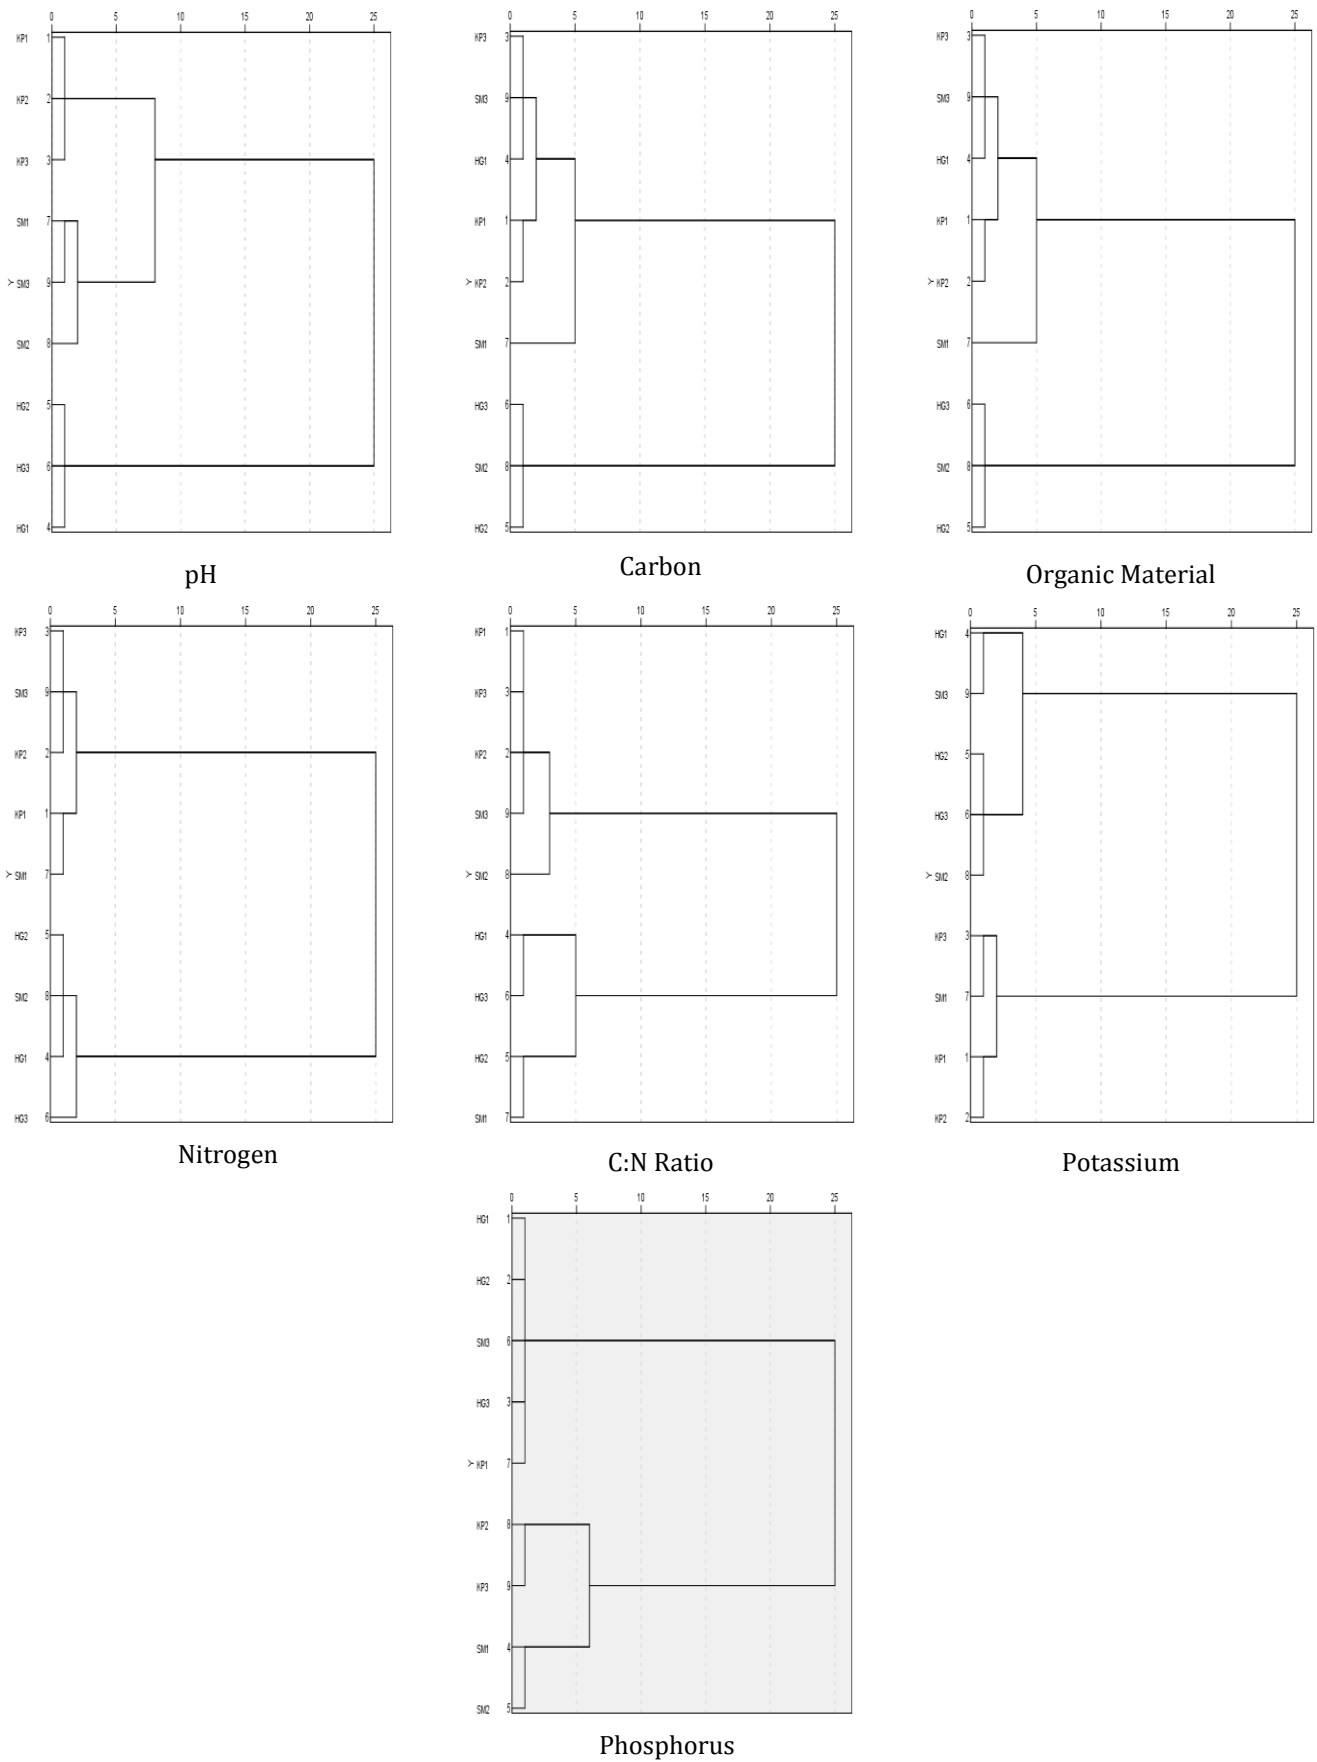 0 5 10 15 20 25
KP1 1
KP2 2
KP3 3
SM1 7
Y SM3 9
SM2 8
HG2 5
HG3 6
HG1 4
pH
0 5 10 15 20 25
KP3 3
SM3 9
HG1 4
KP1 1
Y KP2 2
SM1 7
HG3 6
SM2 8
HG2 5
Carbon
0 5 10 15 20 25
KP3 3
SM3 9
HG1 4
KP1 1
Y KP2 2
SM1 7
HG3 6
SM2 8
HG2 5
Organic Material
0 5 10 15 20 25
KP3 3
SM3 9
KP2 2
KP1 1
Y SM1 7
HG2 5
SM2 8
HG1 4
HG3 6
Nitrogen
0 5 10 15 20 25
KP1 1
KP3 3
KP2 2
SM3 9
Y SM2 8
HG1 4
HG3 6
HG2 5
SM1 7
C:N Ratio
0 5 10 15 20 25
HG1 4
SM3 9
HG2 5
HG3 6
Y SM2 8
KP3 3
SM1 7
KP1 1
KP2 2
Potassium
0 5 10 15 20 25
HG1 1
HG2 2
SM3 6
HG3 3
Y KP1 7
KP2 8
KP3 9
SM1 4
SM2 5
Phosphorus